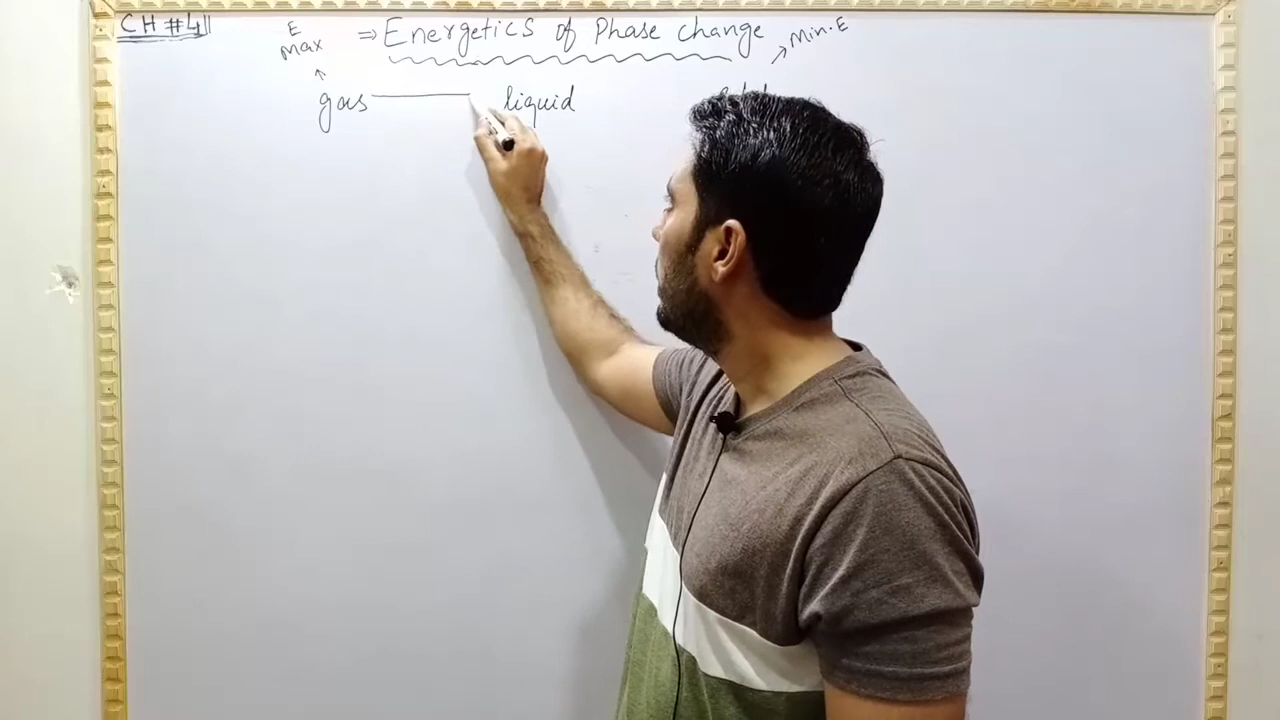 CH #4
⇒ Energetics of Phase change
E
max
Min. E
gas liquid